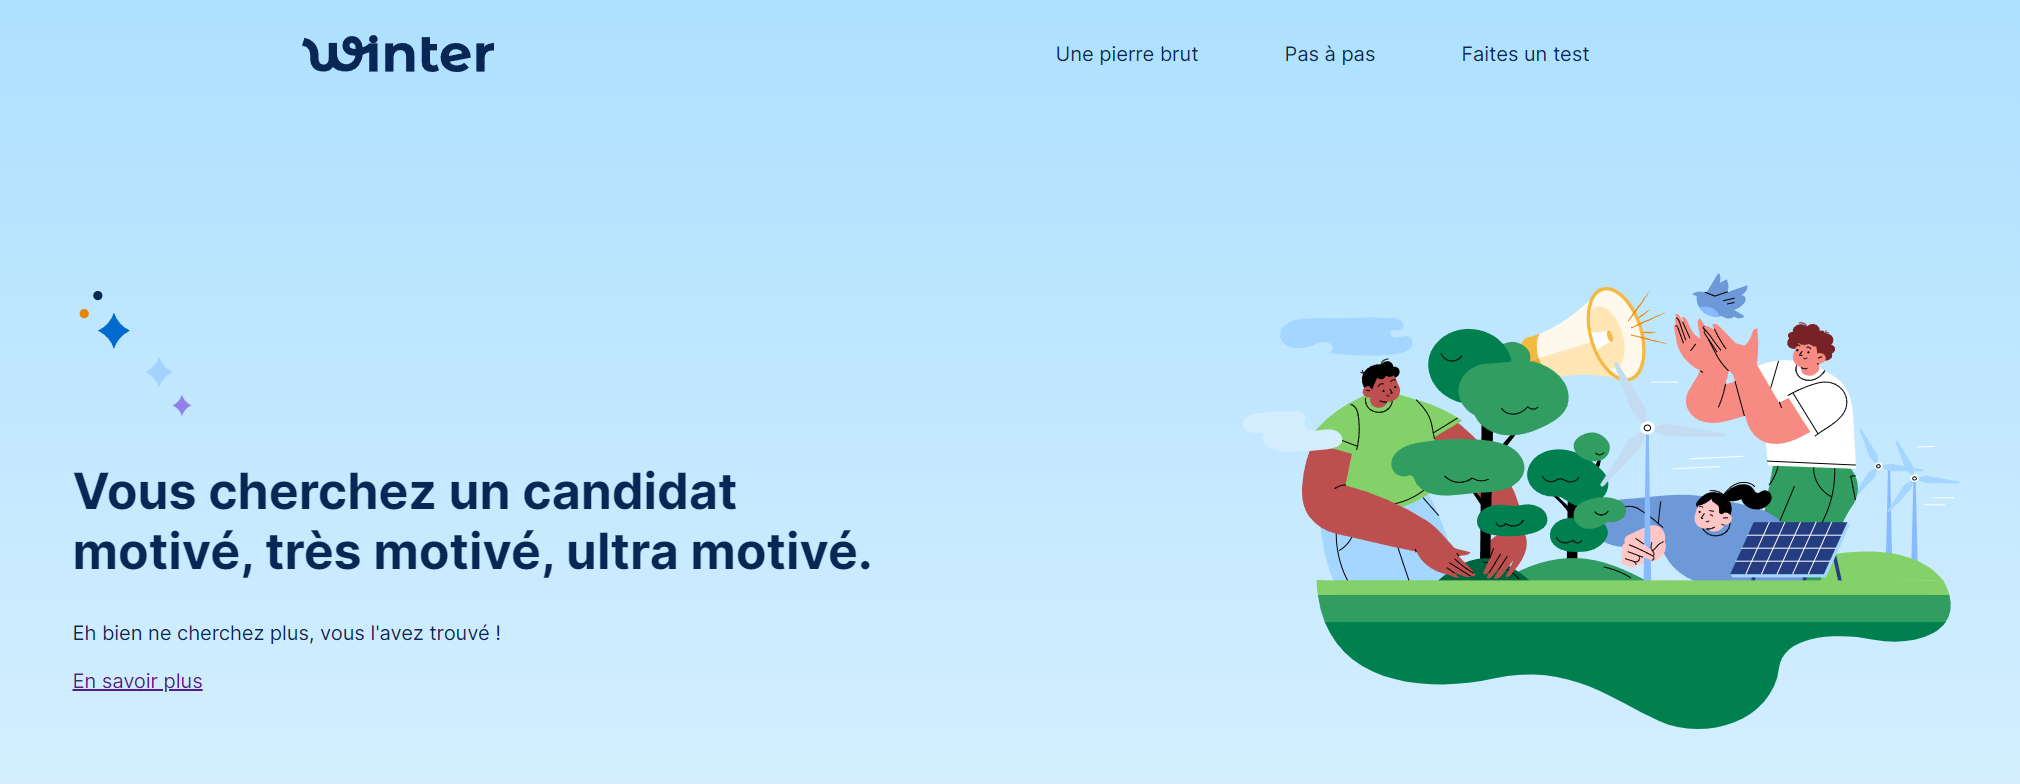 winter
Une pierre brut
Pas à pas
Faites un test
Vous cherchez un candidat
motivé, très motivé, ultra motivé.
Eh bien ne cherchez plus, vous l'avez trouvé !
En savoir plus